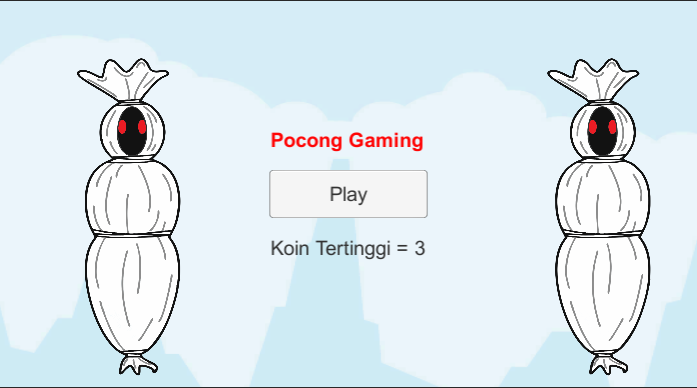 Pocong Gaming
Play
Koin Tertinggi = 3